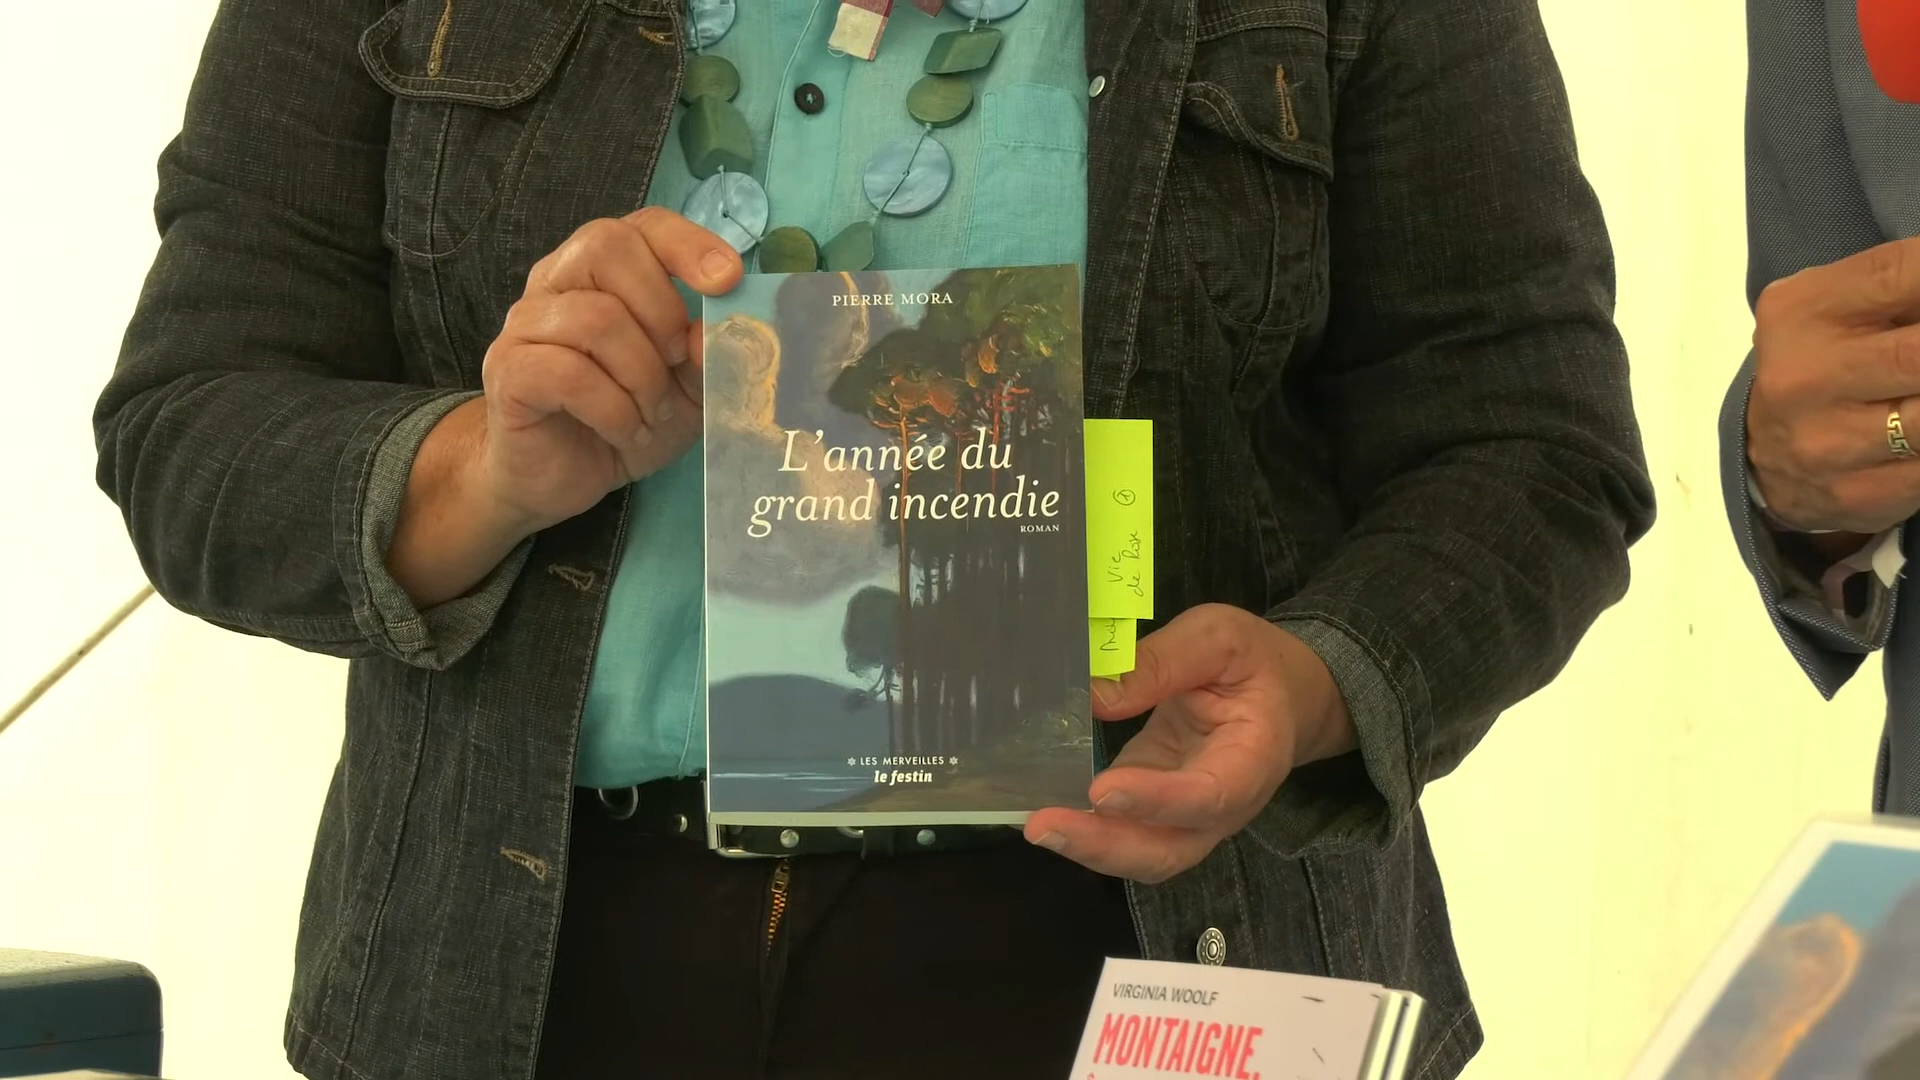 PIERRE MORA
L'année du
grand incendie
ROMAN
LES MERVEILLES
le festin
Vie
de Rose
VIRGINIA WOOLF
MONTAIGNE.